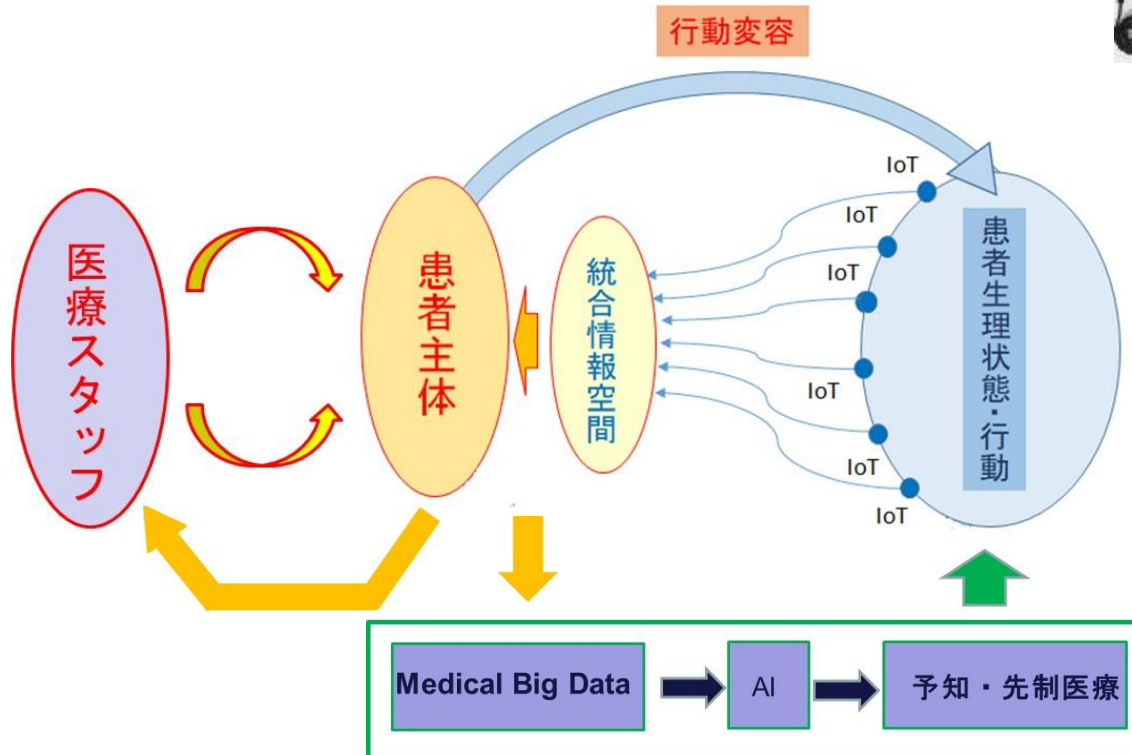 行動変容
医療スタッフ
患者主体
統合情報空間
IoT
IoT
IoT
IoT
IoT
IoT
患者生理状態・行動
Medical Big Data
AI
予知・先制医療